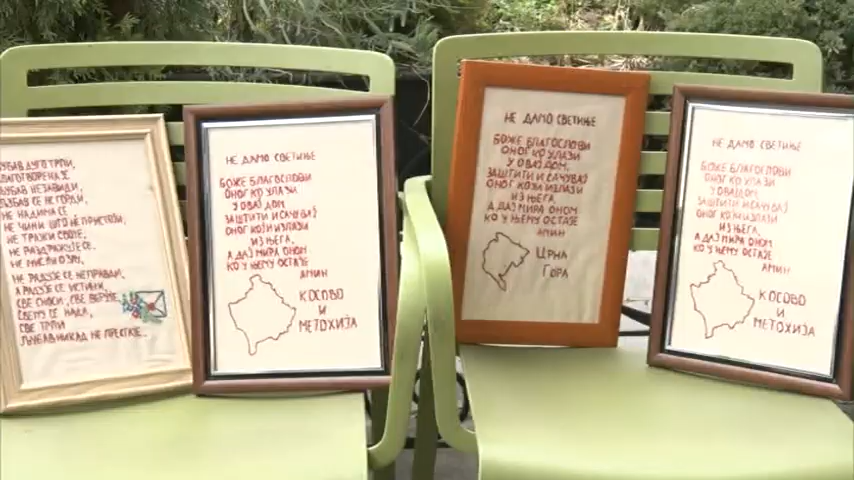 ЉУБАВ ДУГО ТРПИ,
БЛАГОТВОРНА ЈЕ,
ЉУБАВ НЕ ЗАВИДИ,
ЉУБАВ СЕ НЕ ГОРДИ,
НЕ НАДИМА СЕ
НЕ ЧИНИ ШТО НЕ ПРИСТОЈИ,
НЕ ТРАЖИ СВОЈЕ,
НЕ РАЗДРАЖУЈЕ СЕ,
НЕ МИСЛИ О ЗЛУ,
НЕ РАДУЈЕ СЕ НЕПРАВДИ
А РАДУЈЕ СЕ ИСТИНИ,
СВЕ СНОСИ, СВЕ ВЕРУЈЕ,
СВЕМУ СЕ НАДА,
СВЕ ТРПИ
ЉУБАВ НИКАД НЕ ПРЕСТАЈЕ.
НЕ ДАМО СВЕТИЊЕ
БОЖЕ БЛАГОСЛОВИ
ОНОГ КО УЛАЗИ
У ОВАЈ ДОМ,
ЗАШТИТИ И САЧУВАЈ
ОНОГ КОЈИ ИЗЛАЗИ
ИЗ ЊЕГА,
А ДАЈ МИРА ОНОМ
КО У ЊЕМУ ОСТАЈЕ
АМИН
КОСОВО
И
МЕТОХИЈА
НЕ ДАМО СВЕТИЊЕ
БОЖЕ БЛАГОСЛОВИ
ОНОГ КО УЛАЗИ
У ОВАЈ ДОМ,
ЗАШТИТИ И САЧУВАЈ
ОНОГ КОЈИ ИЗЛАЗИ
ИЗ ЊЕГА,
А ДАЈ МИРА ОНОМ
КО У ЊЕМУ ОСТАЈЕ
АМИН
ЦРНА
ГОРА
НЕ ДАМО СВЕТИЊЕ
БОЖЕ БЛАГОСЛОВИ
ОНОГ КО УЛАЗИ
У ОВАЈ ДОМ,
ЗАШТИТИ И САЧУВАЈ
ОНОГ КОЈИ ИЗЛАЗИ
ИЗ ЊЕГА,
А ДАЈ МИРА ОНОМ
КО У ЊЕМУ ОСТАЈЕ
АМИН
КОСОВО
И
МЕТОХИЈА